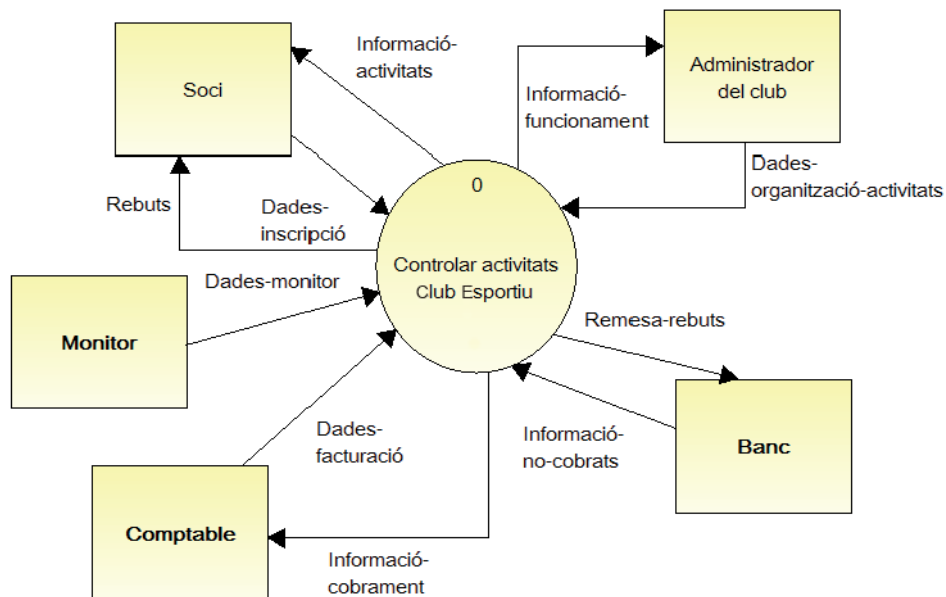 Soci
Informació-
activitats
Informació-
funcionament
Administrador
del club
Rebuts
Dades-
inscripció
0
Controlar activitats
Club Esportiu
Dades-
organització-activitats
Monitor
Dades-monitor
Remesa-rebuts
Comptable
Dades-
facturació
Informació-
no-cobrats
Banc
Informació-
cobrament